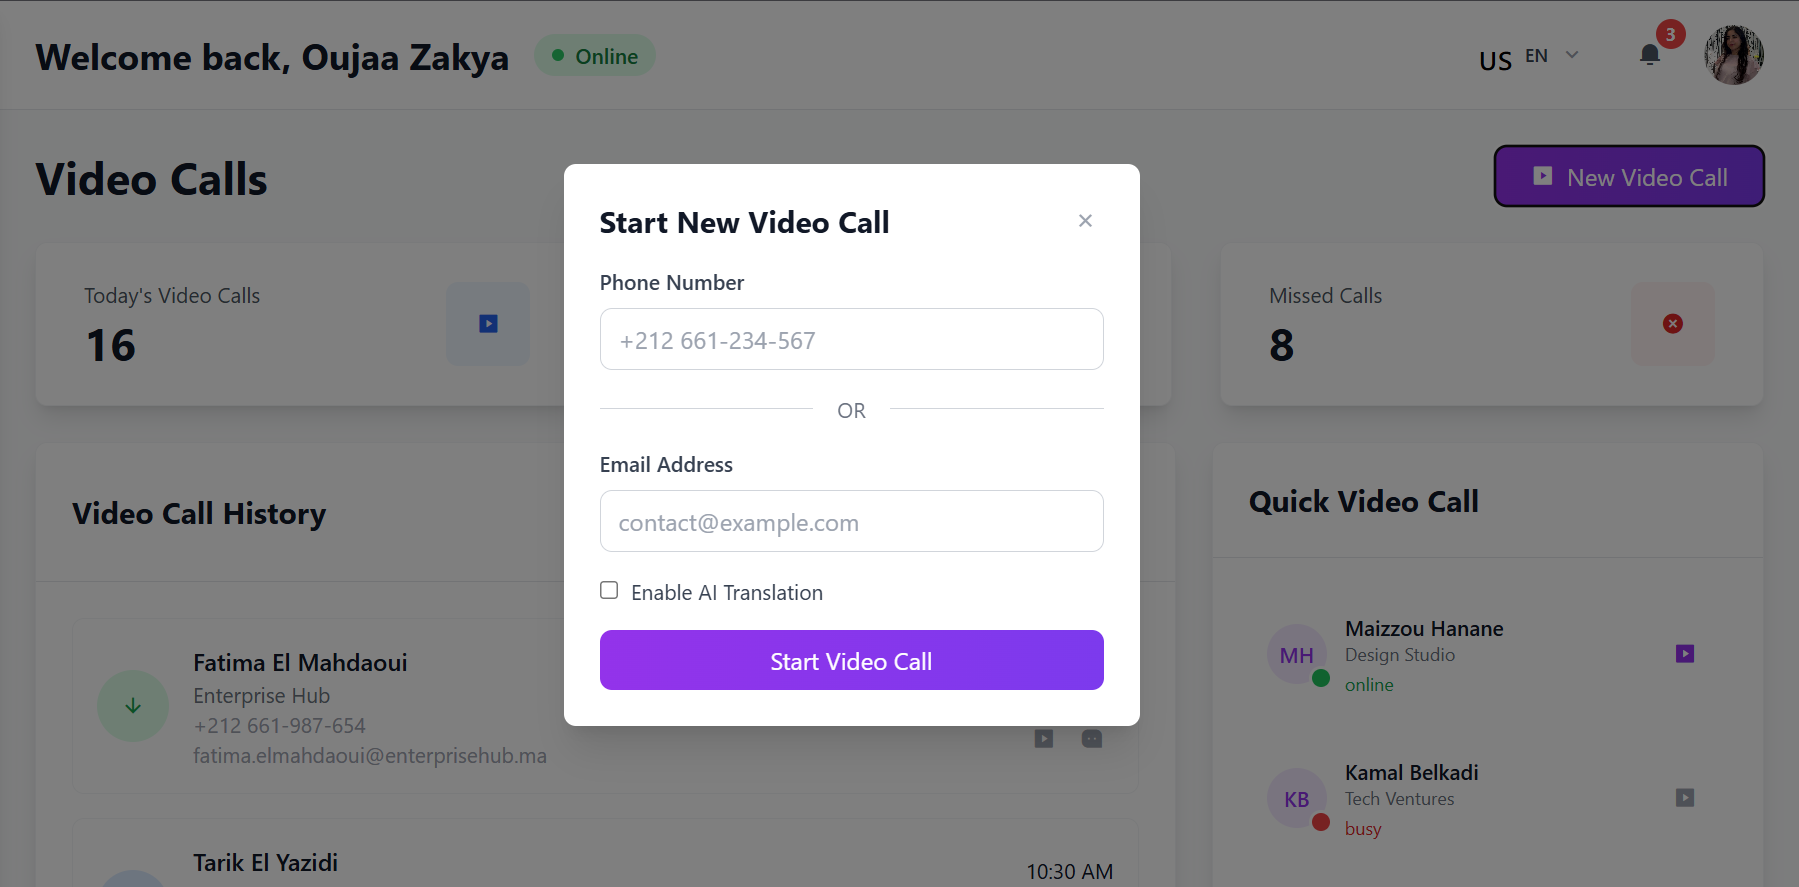 Welcome back, Oujaa Zakya
Online
US EN
3
Video Calls
New Video Call
Today's Video Calls
16
Missed Calls
8
Start New Video Call
×
Phone Number
+212 661-234-567
OR
Email Address
contact@example.com
Enable AI Translation
Start Video Call
Video Call History
Fatima El Mahdaoui
Enterprise Hub
+212 661-987-654
fatima.elmahdaoui@enterprisehub.ma
Tarik El Yazidi
10:30 AM
Quick Video Call
MH
Maizzou Hanane
Design Studio
online
KB
Kamal Belkadi
Tech Ventures
busy